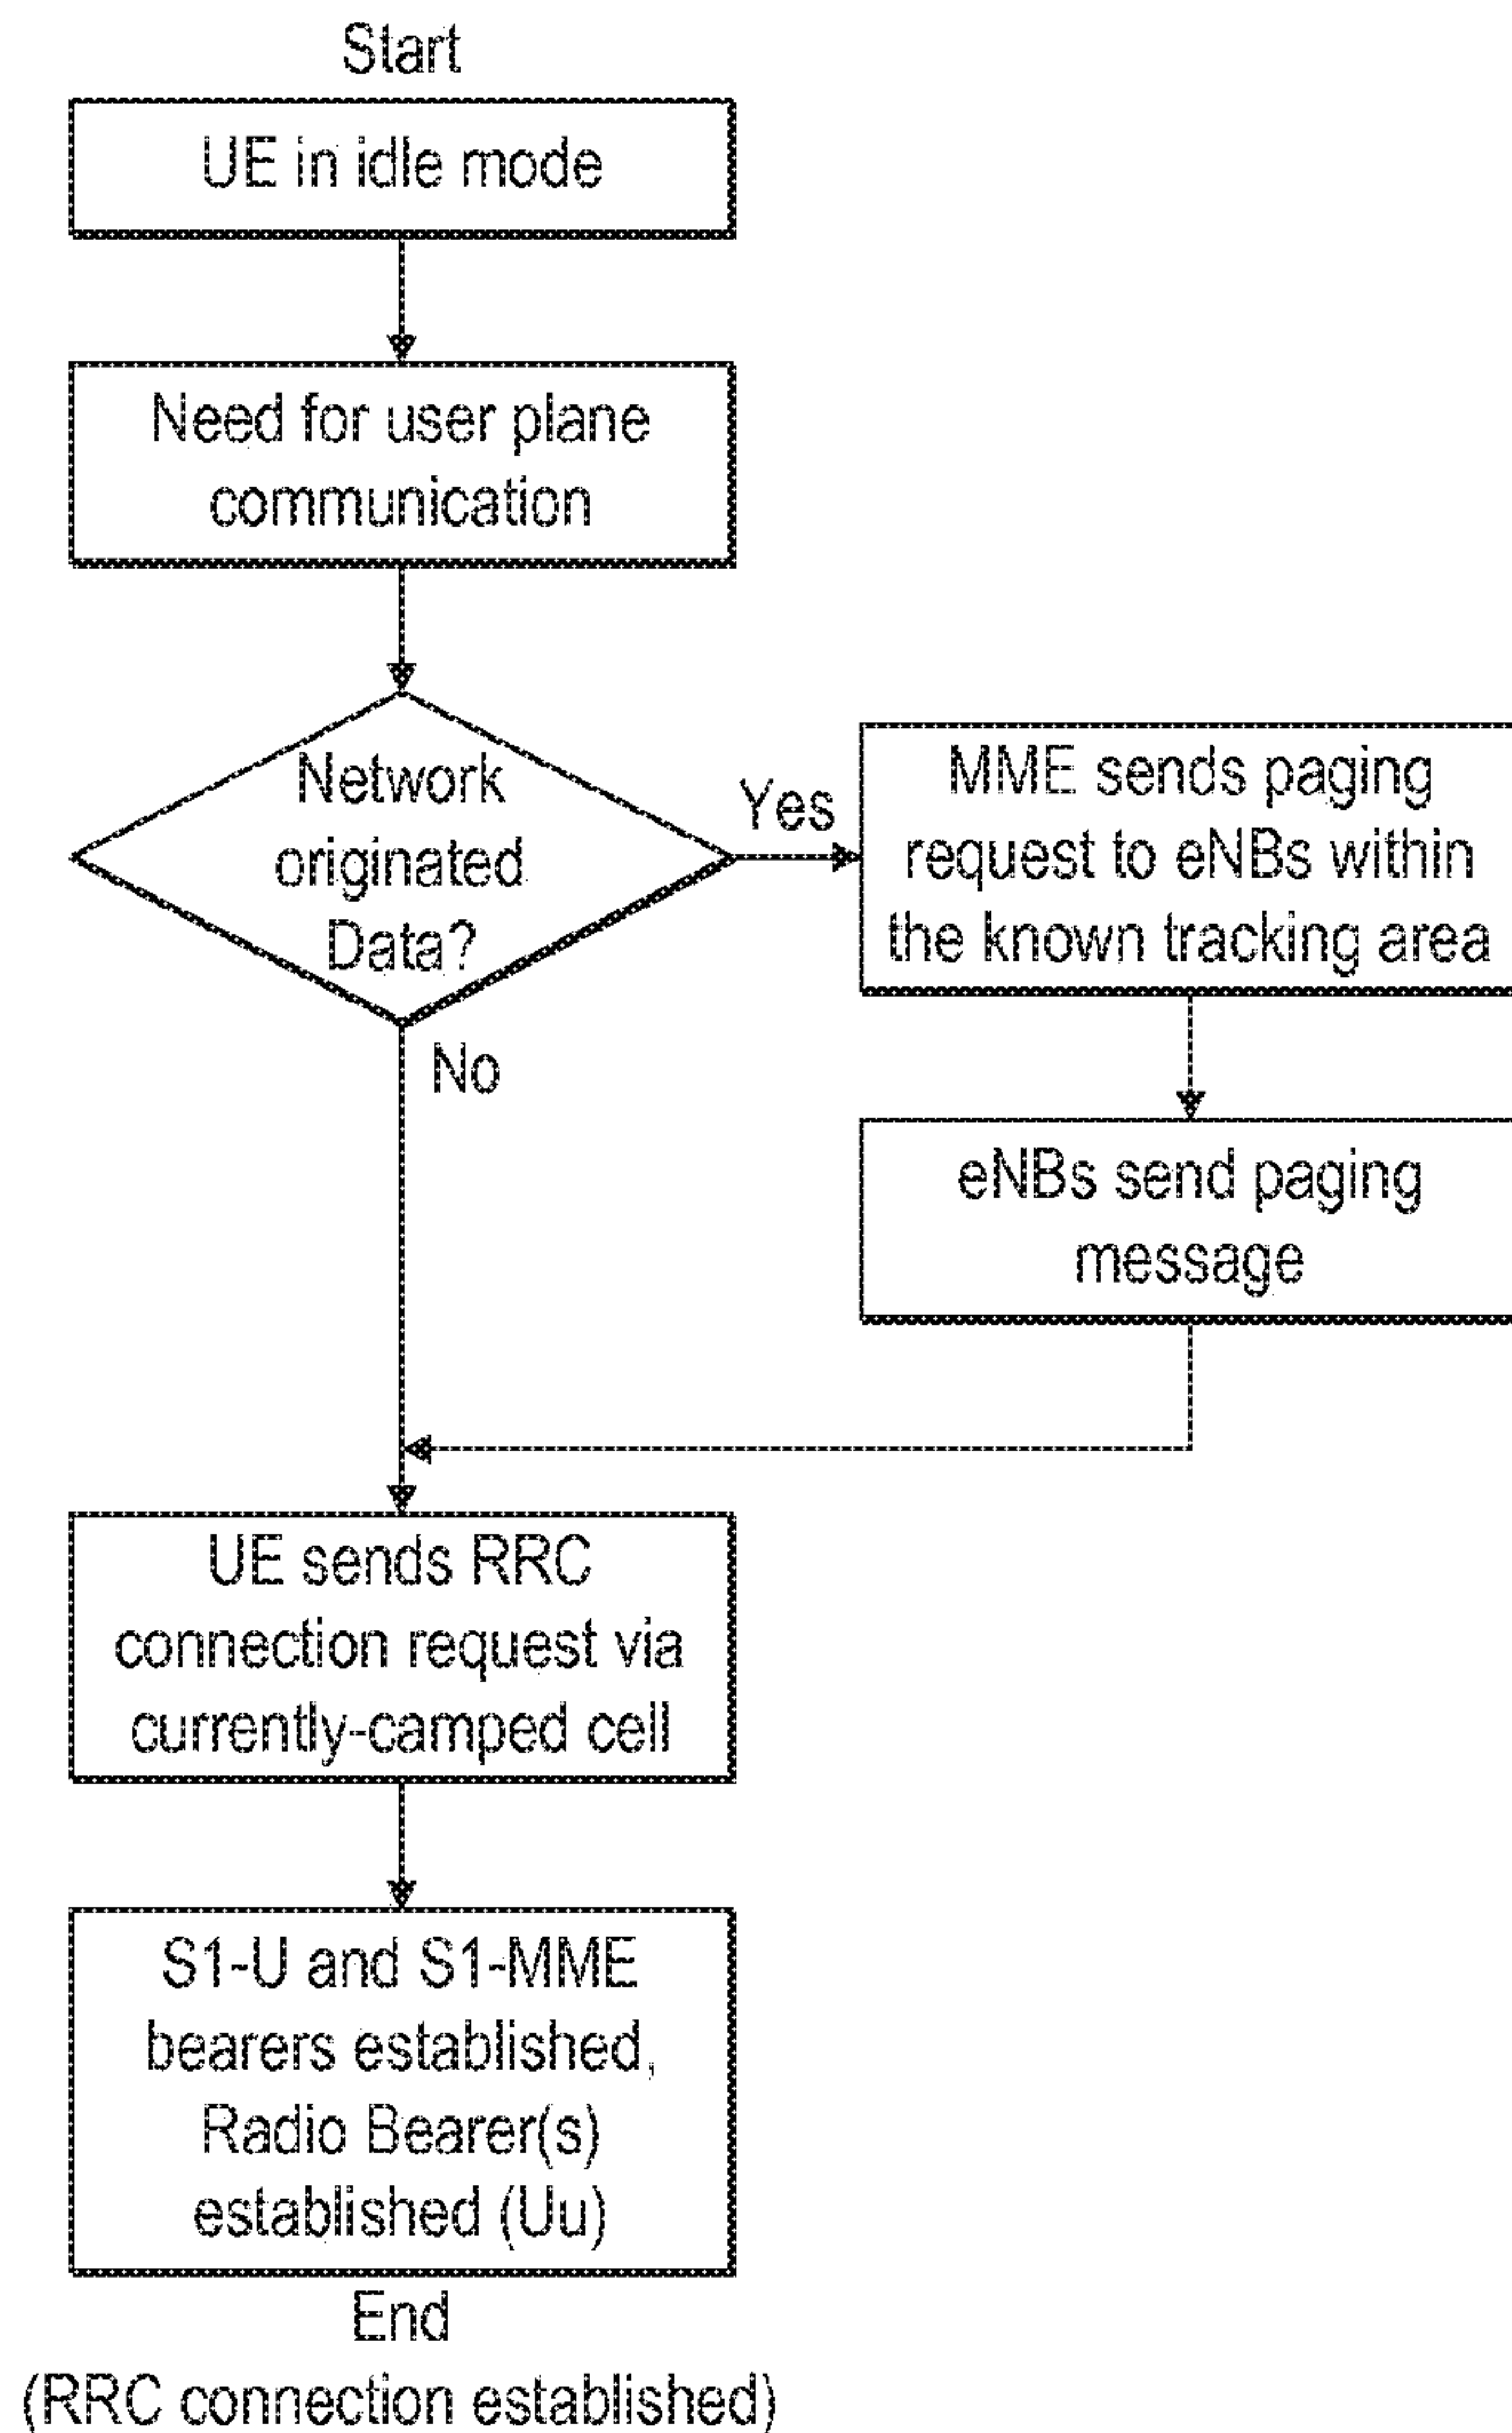 Start
UE in idle mode
Need for user plane
communication
Network
originated
Data?
Yes
MME sends paging
request to eNBs within
the known tracking area
No
eNBs send paging
message
UE sends RRC
connection request via
currently-camped cell
S1-U and S1-MME
bearers established,
Radio Bearer(s)
established (Uu)
End
(RRC connection established)